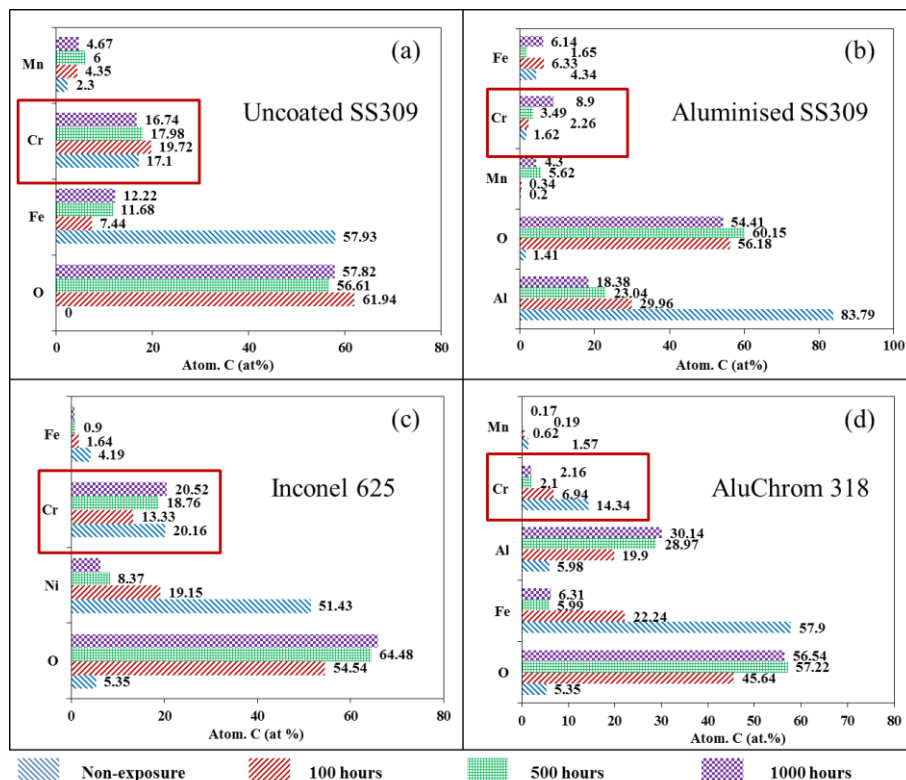 (a)
Uncoated SS309
Mn
4.67
6
4.35
2.3
Cr
16.74
17.98
19.72
17.1
Fe
12.22
11.68
7.44
57.93
O
57.82
56.61
61.94
0
0 20 40 60 80
Atom. C (at%)
(b)
Aluminised SS309
Fe
6.14
1.65
6.33
4.34
Cr
8.9
3.49
2.26
1.62
Mn
4.3
5.62
0.34
0.2
O
54.41
60.15
56.18
1.41
Al
18.38
23.04
29.96
83.79
0 20 40 60 80 100
Atom. C (at%)
(c)
Inconel 625
Fe
0.9
1.64
4.19
Cr
20.52
18.76
13.33
20.16
Ni
8.37
19.15
51.43
O
64.48
54.54
5.35
0 20 40 60 80
Atom. C (at %)
(d)
AluChrom 318
Mn
0.17
0.19
0.62
1.57
Cr
2.16
2.1
6.94
14.34
Al
30.14
28.97
19.9
5.98
Fe
6.31
5.99
22.24
57.9
O
56.54
57.22
45.64
5.35
0 10 20 30 40 50 60 70 80
Atom. C (at.%)
Non-exposure 100 hours 500 hours 1000 hours